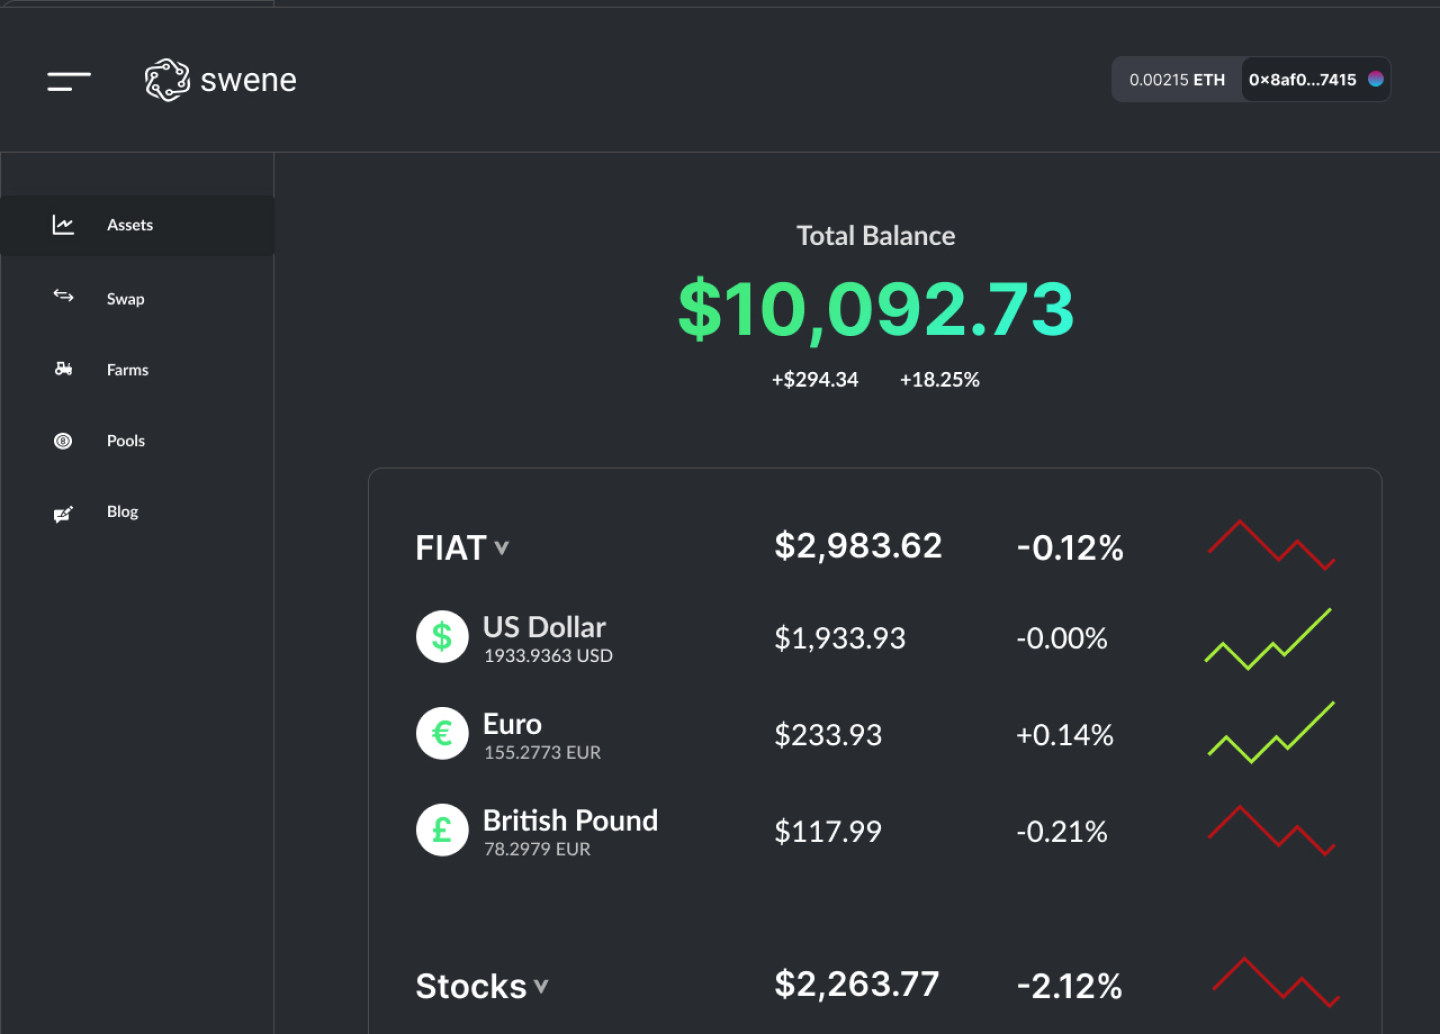 swene
0.00215 ETH 0x8af0...7415
Assets
Swap
Farms
Pools
Blog
Total Balance
$10,092.73
+$294.34 +18.25%
FIAT $2,983.62 -0.12%
$ US Dollar $1,933.93 -0.00%
1933.9363 USD
€ Euro $233.93 +0.14%
155.2773 EUR
£ British Pound $117.99 -0.21%
78.2979 EUR
Stocks $2,263.77 -2.12%